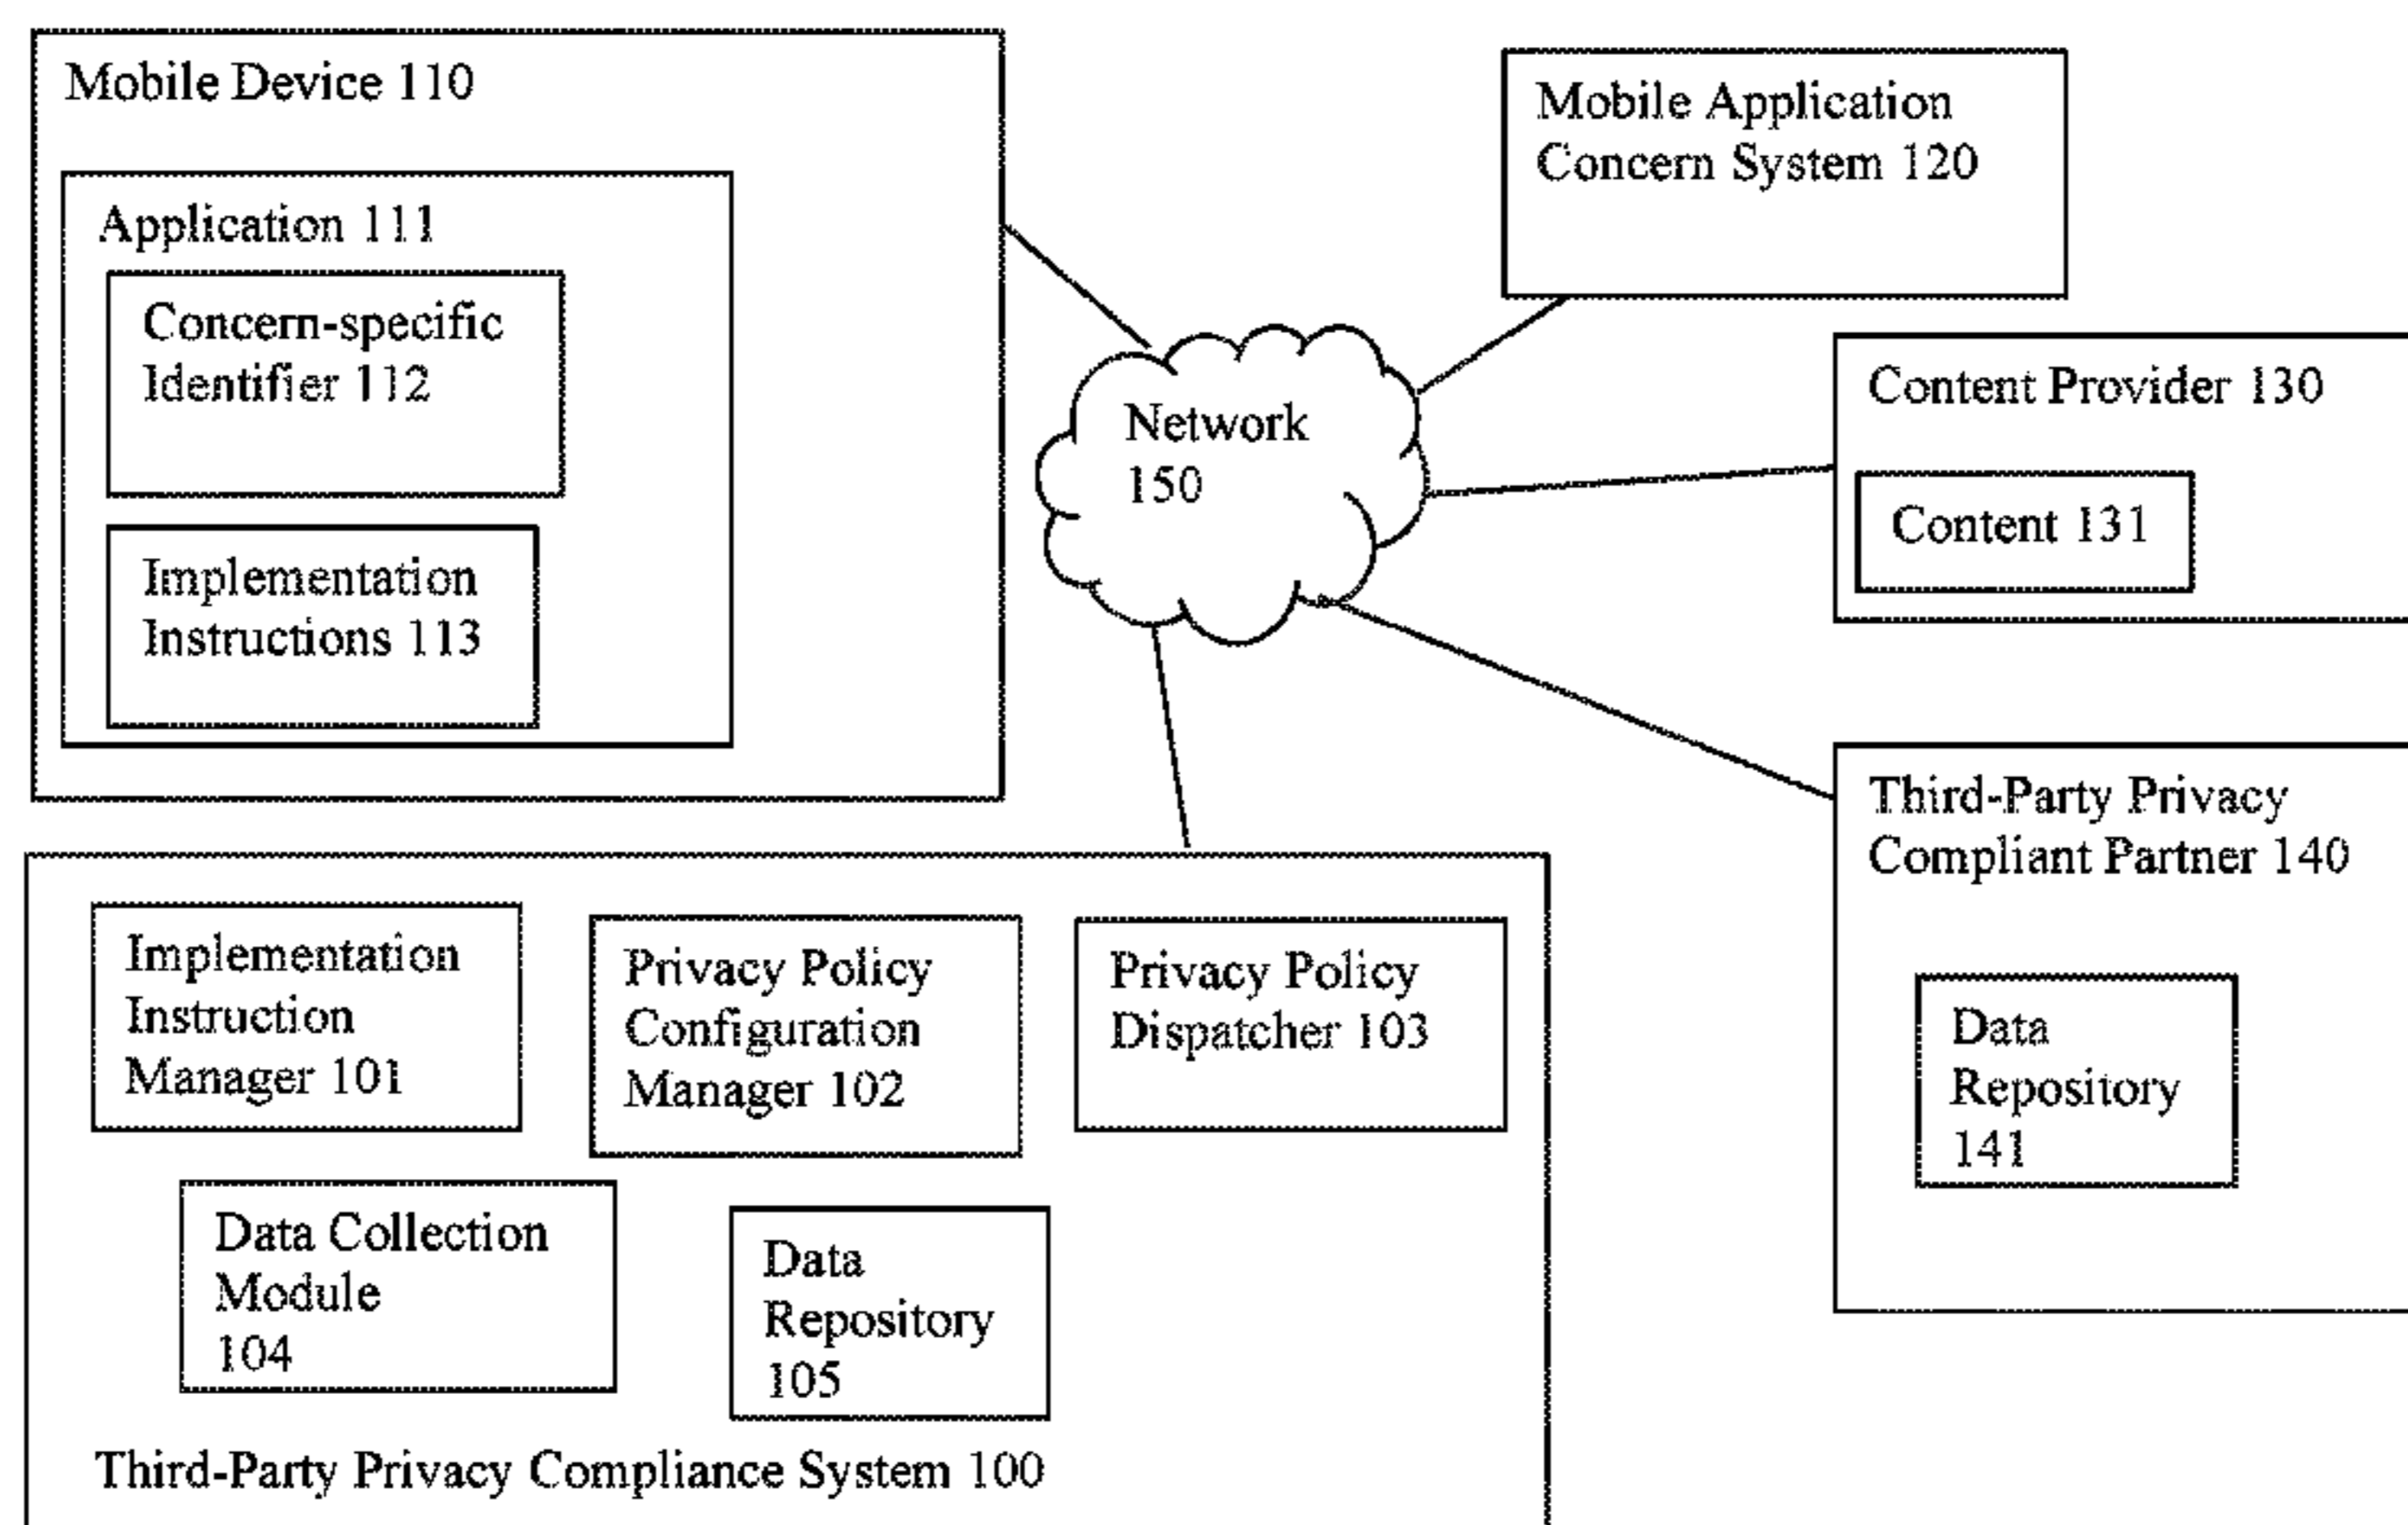 Mobile Device 110
Application 111
Concern-specific
Identifier 112
Implementation
Instructions 113
Mobile Application
Concern System 120
Network
150
Content Provider 130
Content 131
Third-Party Privacy
Compliant Partner 140
Data
Repository
141
Implementation
Instruction
Manager 101
Privacy Policy
Configuration
Manager 102
Privacy Policy
Dispatcher 103
Data Collection
Module
104
Data
Repository
105
Third-Party Privacy Compliance System 100